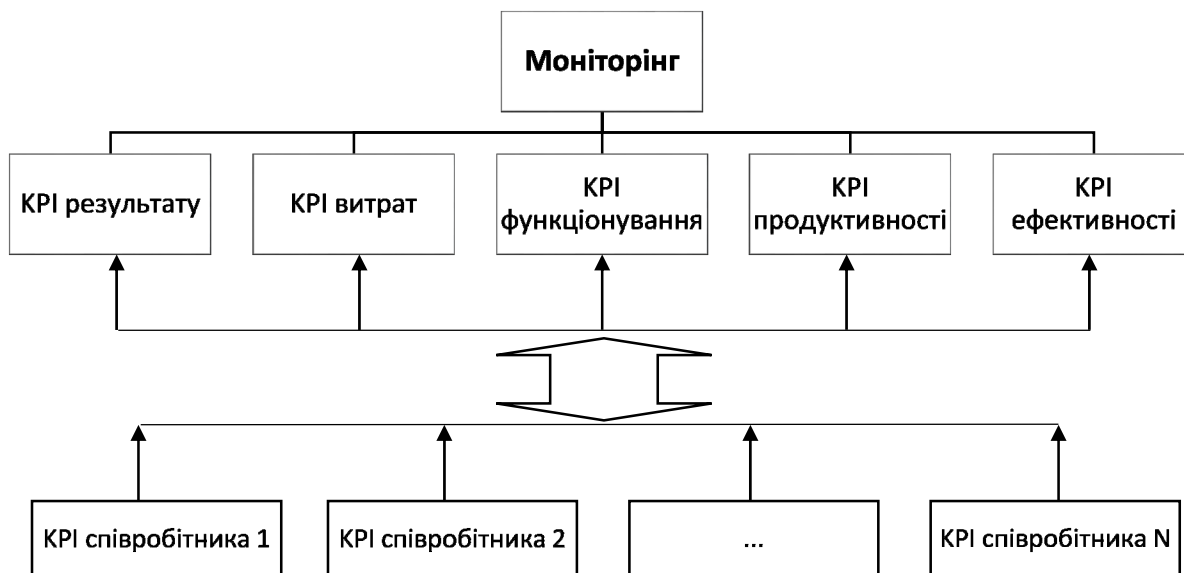 Моніторінг
KPI результату
KPI витрат
KPI
функціонування
KPI
продуктивності
KPI
ефективності
KPI співробітника 1
KPI співробітника 2
...
KPI співробітника N